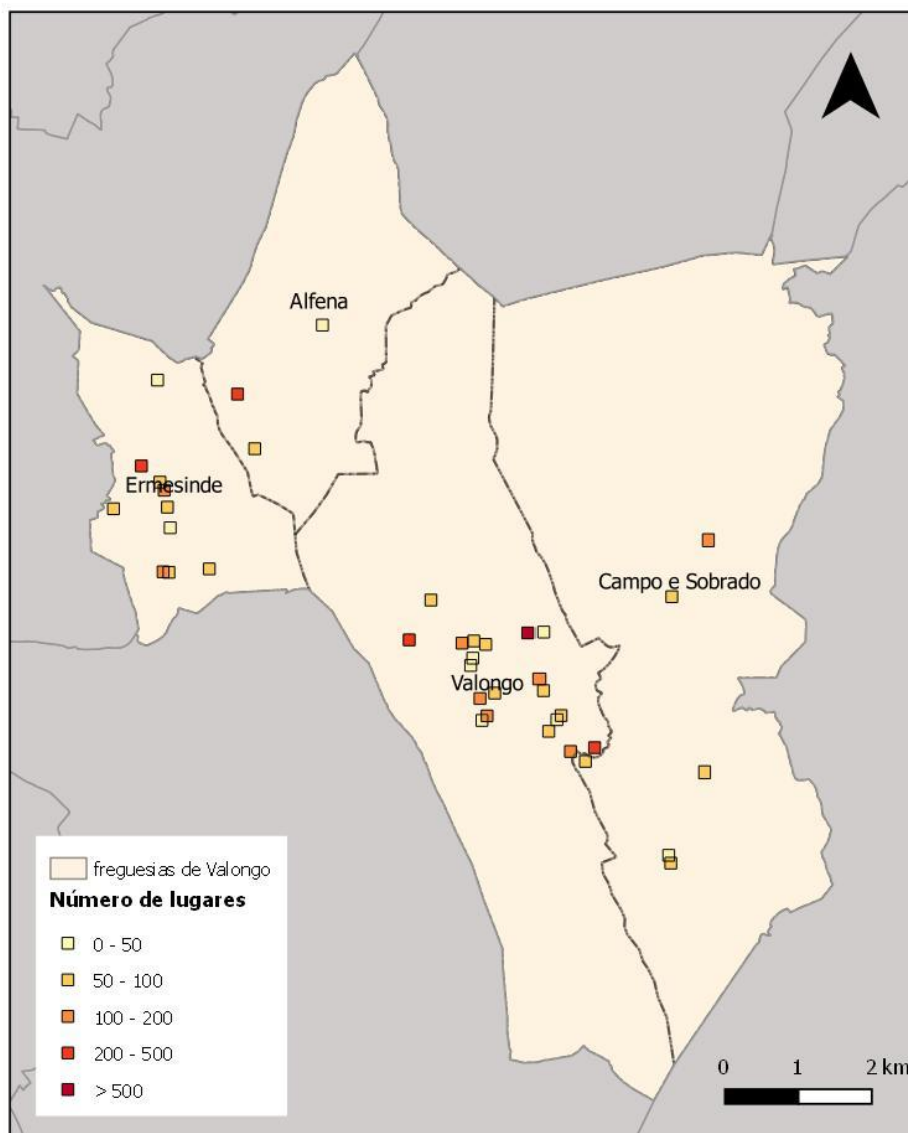 Alfena
Ermesinde
Campo e Sobrado
Valongo
freguesias de Valongo
Número de lugares
0 - 50
50 - 100
100 - 200
200 - 500
> 500
0 1 2 km